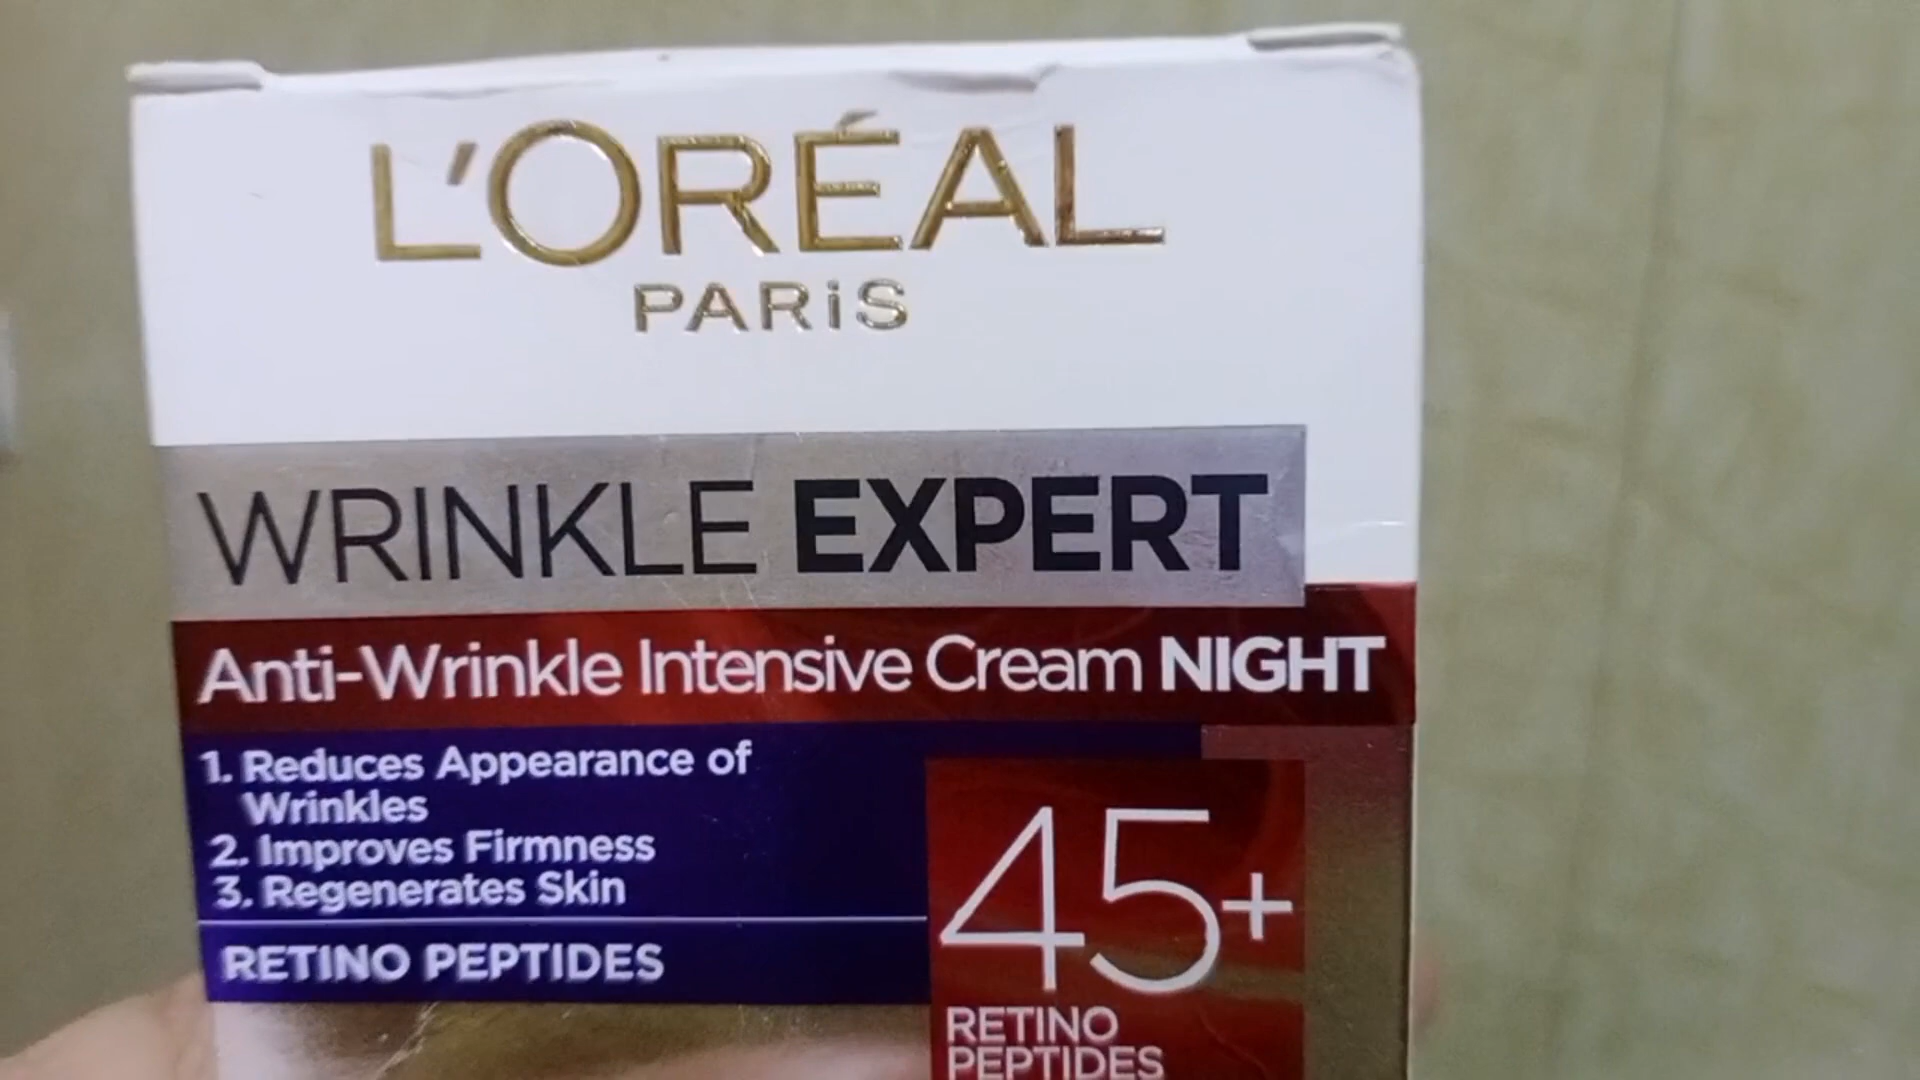 L'ORÉAL
PARiS
WRINKLE EXPERT
Anti-Wrinkle Intensive Cream NIGHT
1. Reduces Appearance of
Wrinkles
2. Improves Firmness
3. Regenerates Skin
RETINO PEPTIDES
45+
RETINO
PEPTIDES